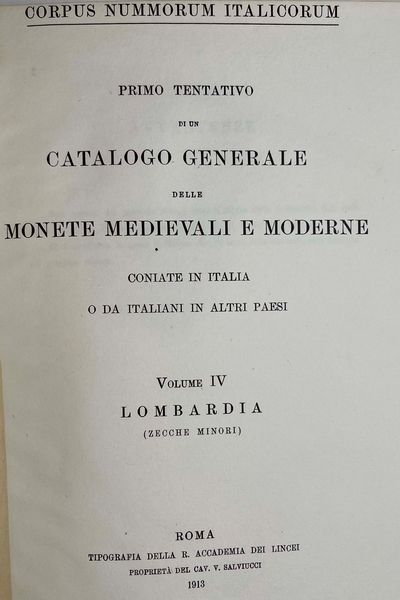 CORPUS NUMMORUM ITALICORUM
PRIMO TENTATIVO
DI UN
CATALOGO GENERALE
DELLE
MONETE MEDIEVALI E MODERNE
CONIATE IN ITALIA
O DA ITALIANI IN ALTRI PAESI
VOLUME IV
LOMBARDIA
(ZECCHE MINORI)
ROMA
TIPOGRAFIA DELLA R. ACCADEMIA DEI LINCEI
PROPRIETÀ DEL CAV. V. SALVIUCCI
1913